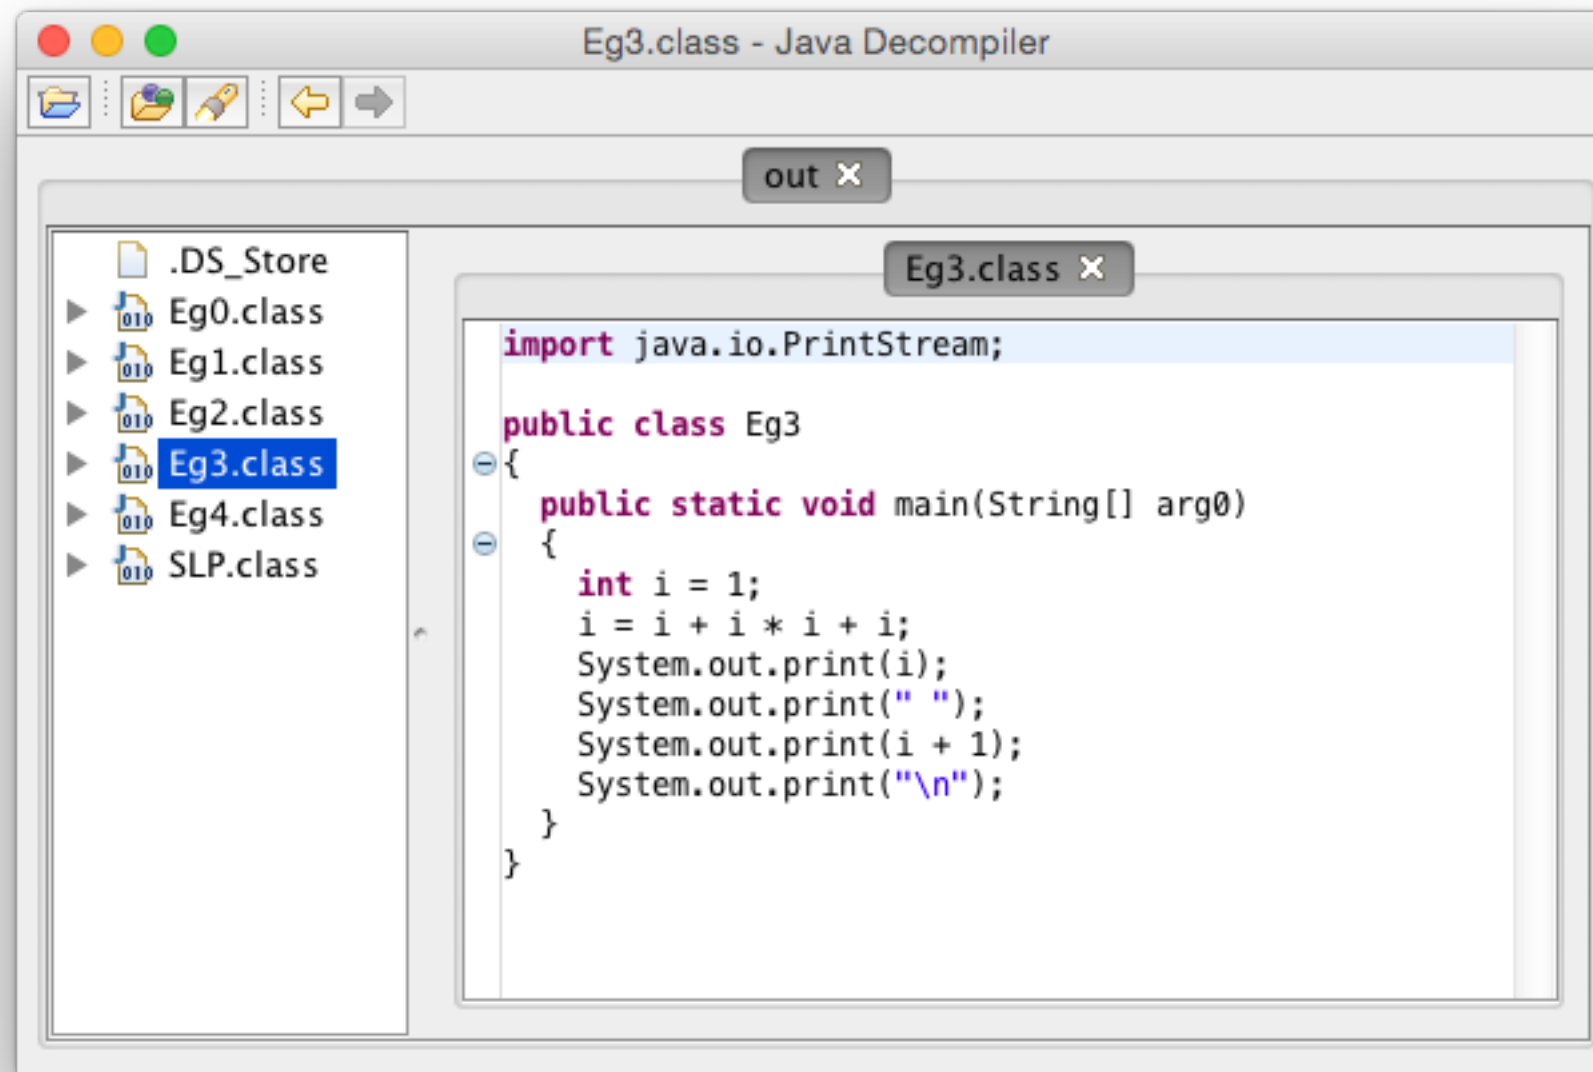 Eg3.class - Java Decompiler
out
.DS_Store
Eg0.class
Eg1.class
Eg2.class
Eg3.class
Eg4.class
SLP.class
Eg3.class
import java.io.PrintStream;
public class Eg3
{
public static void main(String[] arg0)
{
int i = 1;
i = i + i * i + i;
System.out.print(i);
System.out.print(" ");
System.out.print(i + 1);
System.out.print("\n");
}
}